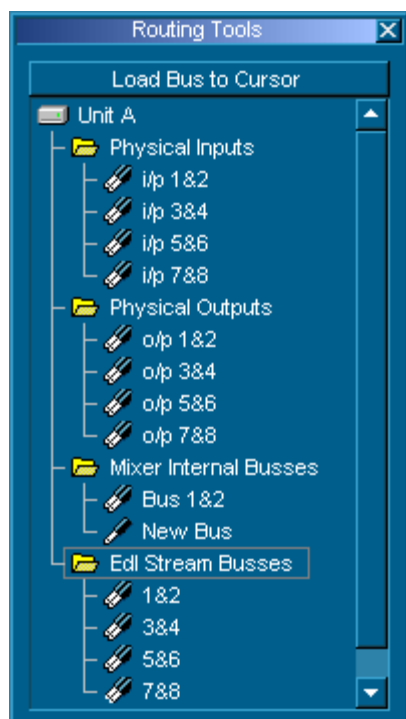 Routing Tools
Load Bus to Cursor
Unit A
Physical Inputs
i/p 1&2
i/p 3&4
i/p 5&6
i/p 7&8
Physical Outputs
o/p 1&2
o/p 3&4
o/p 5&6
o/p 7&8
Mixer Internal Busses
Bus 1&2
New Bus
Edl Stream Busses
1&2
3&4
5&6
7&8